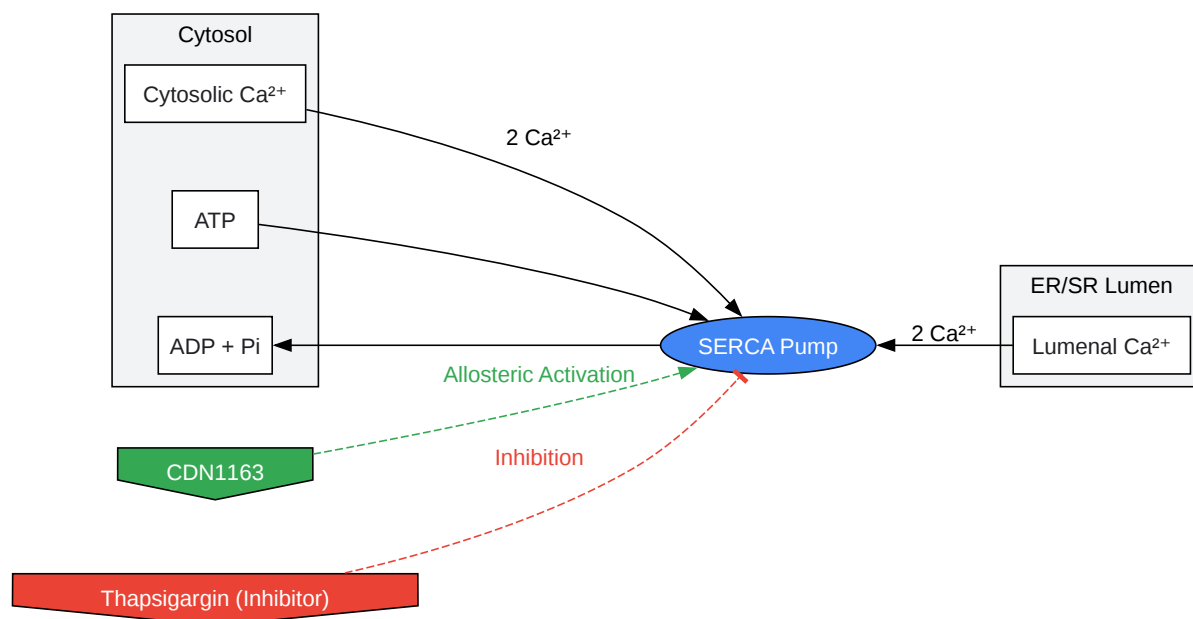 Cytosol
Cytosolic Ca²⁺
2 Ca²⁺
ATP
ER/SR Lumen
ADP + Pi
SERCA Pump
2 Ca²⁺
Lumenal Ca²⁺
Allosteric Activation
CDN1163
Inhibition
Thapsigargin (Inhibitor)